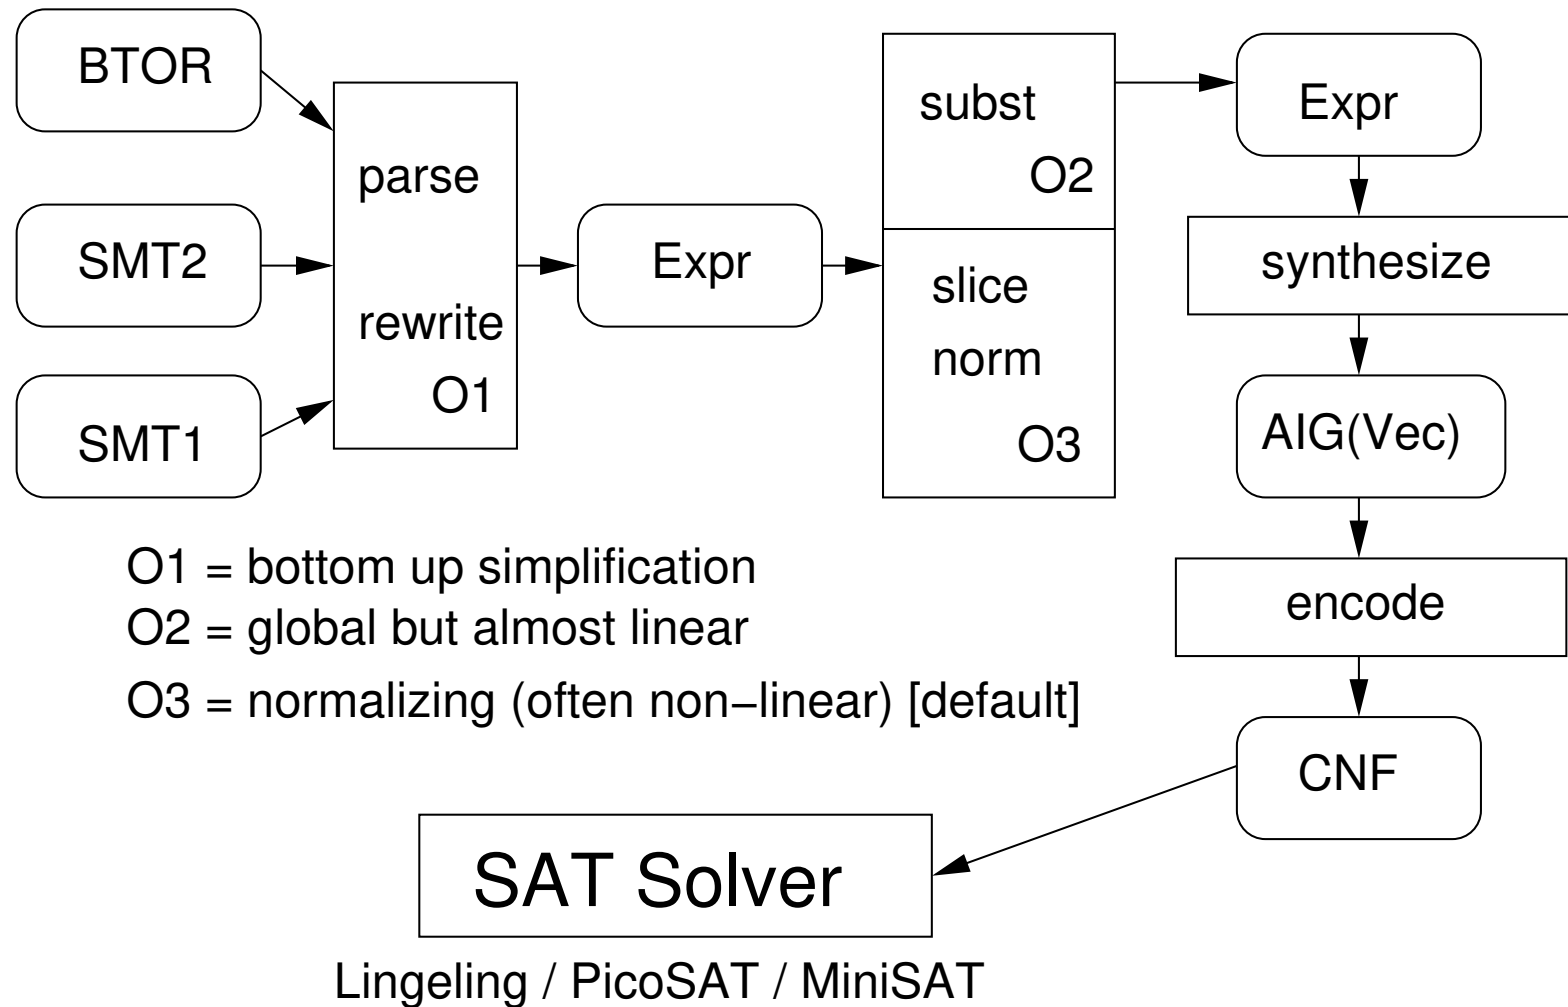 BTOR
SMT2
SMT1
parse
rewrite
O1
Expr
subst
O2
slice
norm
O3
Expr
synthesize
AIG(Vec)
encode
CNF
O1 = bottom up simplification
O2 = global but almost linear
O3 = normalizing (often non−linear) [default]
SAT Solver
Lingeling / PicoSAT / MiniSAT